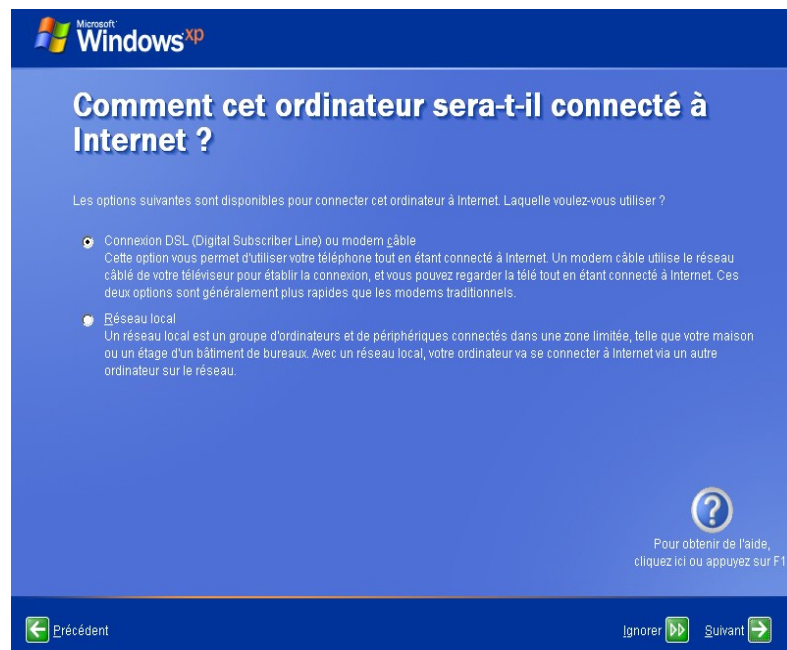 Microsoft
Windows xp
Comment cet ordinateur sera-t-il connecté à
Internet ?
Les options suivantes sont disponibles pour connecter cet ordinateur à Internet. Laquelle voulez-vous utiliser ?
Connexion DSL (Digital Subscriber Line) ou modem câble
Cette option vous permet d'utiliser votre téléphone tout en étant connecté à Internet. Un modem câble utilise le réseau
câblé de votre téléviseur pour établir la connexion, et vous pouvez regarder la télé tout en étant connecté à Internet. Ces
deux options sont généralement plus rapides que les modems traditionnels.
Réseau local
Un réseau local est un groupe d'ordinateurs et de périphériques connectés dans une zone limitée, telle que votre maison
ou un étage d'un bâtiment de bureaux. Avec un réseau local, votre ordinateur va se connecter à Internet via un autre
ordinateur sur le réseau.
Pour obtenir de l'aide,
cliquez ici ou appuyez sur F1
Précédent
Ignorer
Suivant